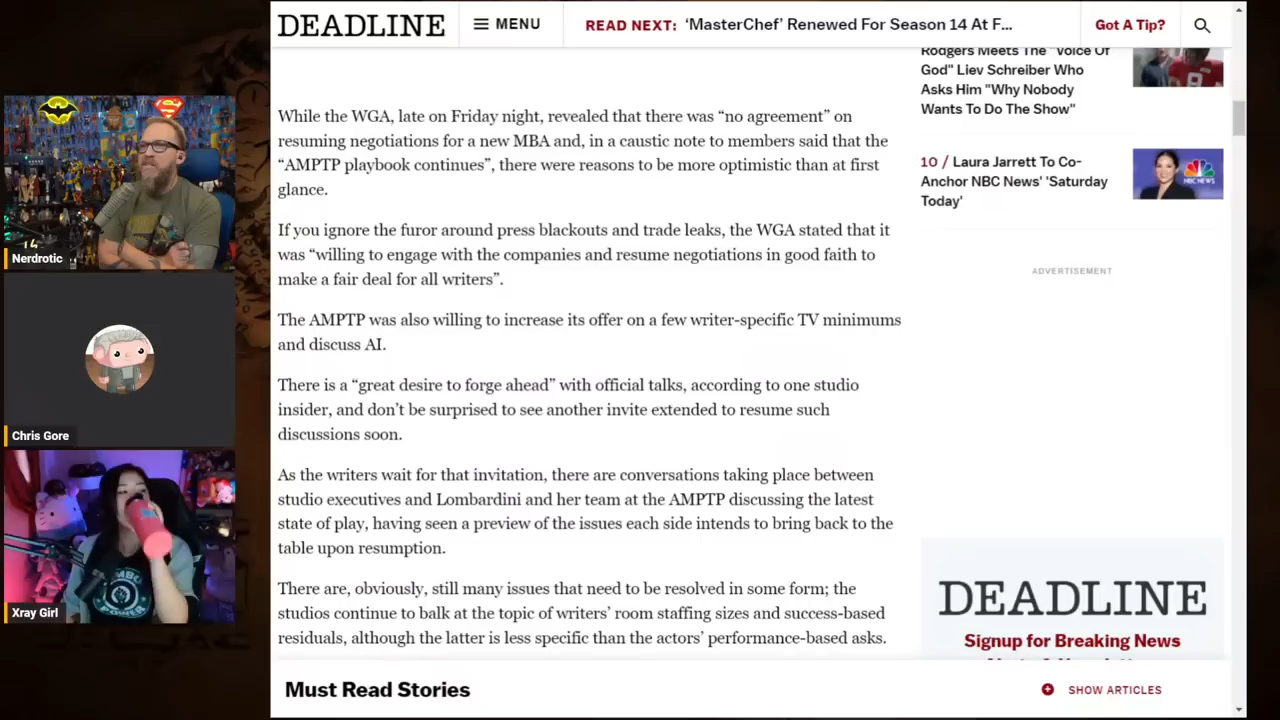 DEADLINE
MENU
READ NEXT: ‘MasterChef’ Renewed For Season 14 At F...
Got A Tip?
While the WGA, late on Friday night, revealed that there was “no agreement” on
resuming negotiations for a new MBA and, in a caustic note to members said that the
“AMPTP playbook continues”, there were reasons to be more optimistic than at first
glance.
If you ignore the furor around press blackouts and trade leaks, the WGA stated that it
was “willing to engage with the companies and resume negotiations in good faith to
make a fair deal for all writers”.
The AMPTP was also willing to increase its offer on a few writer-specific TV minimums
and discuss AI.
There is a “great desire to forge ahead” with official talks, according to one studio
insider, and don’t be surprised to see another invite extended to resume such
discussions soon.
As the writers wait for that invitation, there are conversations taking place between
studio executives and Lombardini and her team at the AMPTP discussing the latest
state of play, having seen a preview of the issues each side intends to bring back to the
table upon resumption.
There are, obviously, still many issues that need to be resolved in some form; the
studios continue to balk at the topic of writers’ room staffing sizes and success-based
residuals, although the latter is less specific than the actors’ performance-based asks.
Rodgers Meets The "Voice Of
God" Liev Schreiber Who
Asks Him "Why Nobody
Wants To Do The Show"
10 / Laura Jarrett To Co-
Anchor NBC News' 'Saturday
Today'
NBC NEWS
ADVERTISEMENT
DEADLINE
Signup for Breaking News
Must Read Stories
SHOW ARTICLES
Nerdrotic
Chris Gore
Xray Girl